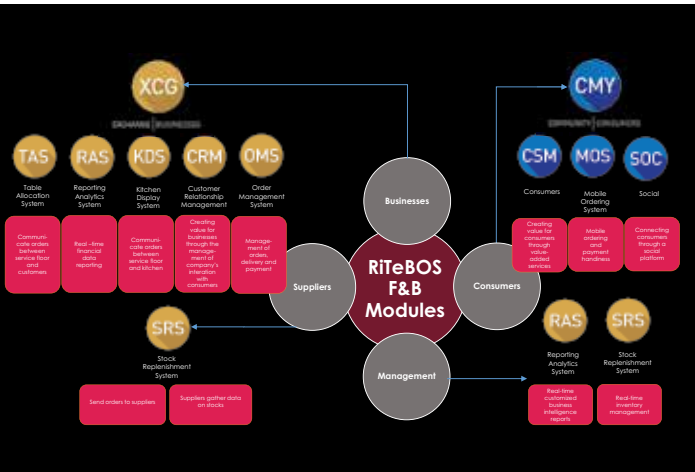 XCG
EXCHANGE | BUSINESSES
CMY
COMMUNITY | CONSUMERS
TAS
RAS
KDS
CRM
OMS
CSM
MOS
SOC
Table
Allocation
System
Reporting
Analytics
System
Kitchen
Display
System
Customer
Relationship
Management
Order
Management
System
Consumers
Mobile
Ordering
System
Social
Communi-
cate orders
between
service floor
and
customers
Real –time
financial
data
reporting
Communi-
cate orders
between
service floor
and kitchen
Creating
value for
businesses
through the
manage-
ment of
company's
interation
with
consumers
Manage-
ment of
orders,
delivery and
payment
Creating
value for
consumers
through
value-
added
services
Mobile
ordering
and
payment
handiness
Connecting
consumers
through a
social
platform
Businesses
Suppliers
RiTeBOS
F&B
Modules
Consumers
Management
SRS
Stock
Replenishment
System
Send orders to suppliers
Suppliers gather data
on stocks
RAS
SRS
Reporting
Analytics
System
Stock
Replenishment
System
Real-time
customized
business
intelligence
reports
Real-time
inventory
management